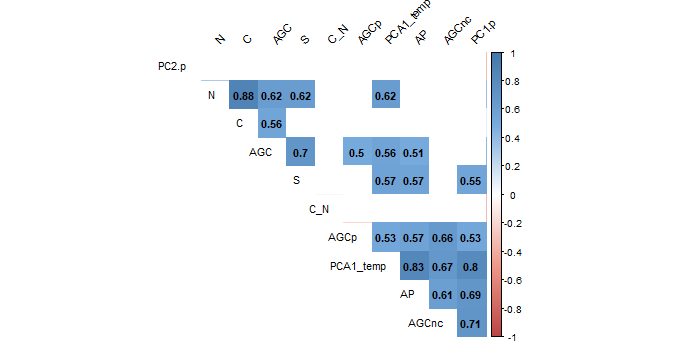 N C AGC S C_N AGCp PCA1_temp AP AGCnc PC1.p
PC2.p
N 0.88 0.62 0.62 0.62
C 0.56
AGC 0.7 0.5 0.56 0.51
S 0.57 0.57 0.55
C_N
AGCp 0.53 0.57 0.66 0.53
PCA1_temp 0.83 0.67 0.8
AP 0.61 0.69
AGCnc 0.71
1
0.8
0.6
0.4
0.2
0
-0.2
-0.4
-0.6
-0.8
-1